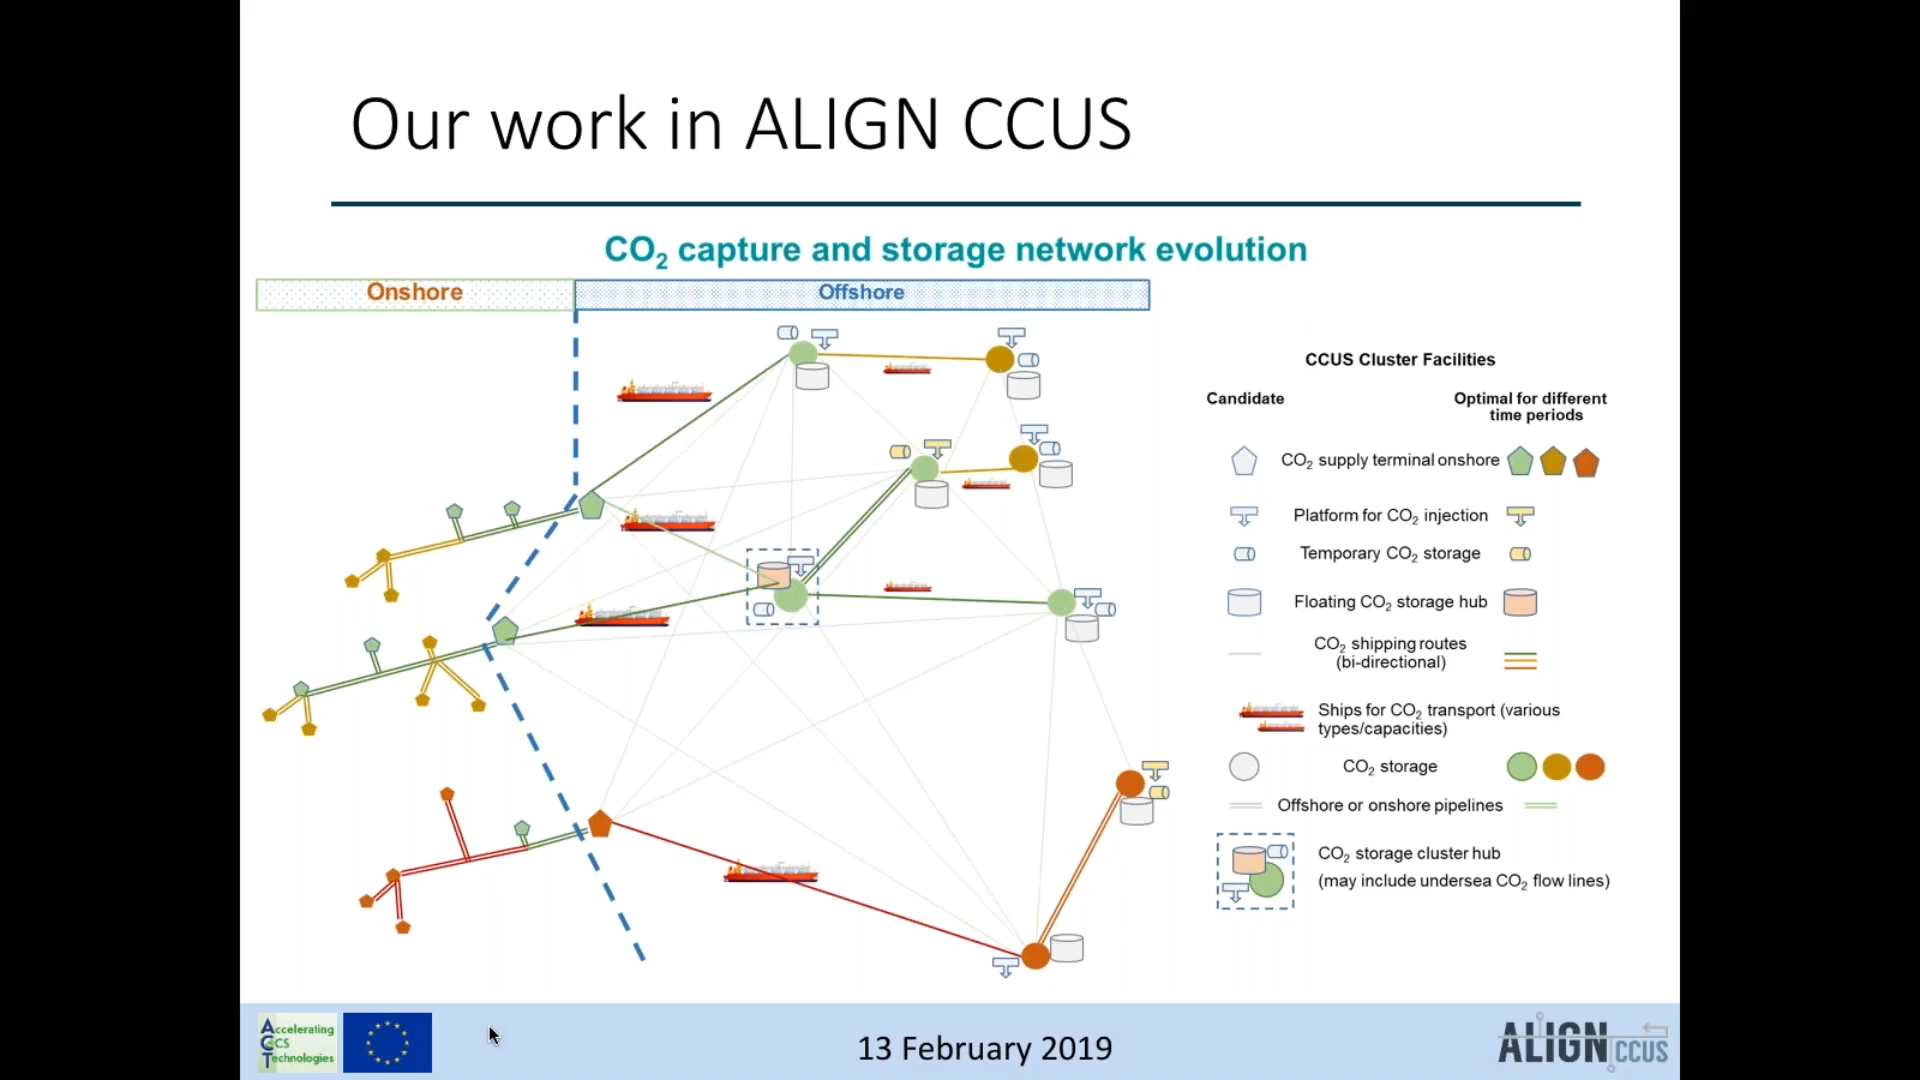 Our work in ALIGN CCUS
CO₂ capture and storage network evolution
Onshore
Offshore
CCUS Cluster Facilities
Candidate
Optimal for different
time periods
CO₂ supply terminal onshore
Platform for CO₂ injection
Temporary CO₂ storage
Floating CO₂ storage hub
CO₂ shipping routes
(bi-directional)
Ships for CO₂ transport (various
types/capacities)
CO₂ storage
Offshore or onshore pipelines
CO₂ storage cluster hub
(may include undersea CO₂ flow lines)
Accelerating
CCS
Technologies
13 February 2019
ALIGN CCUS